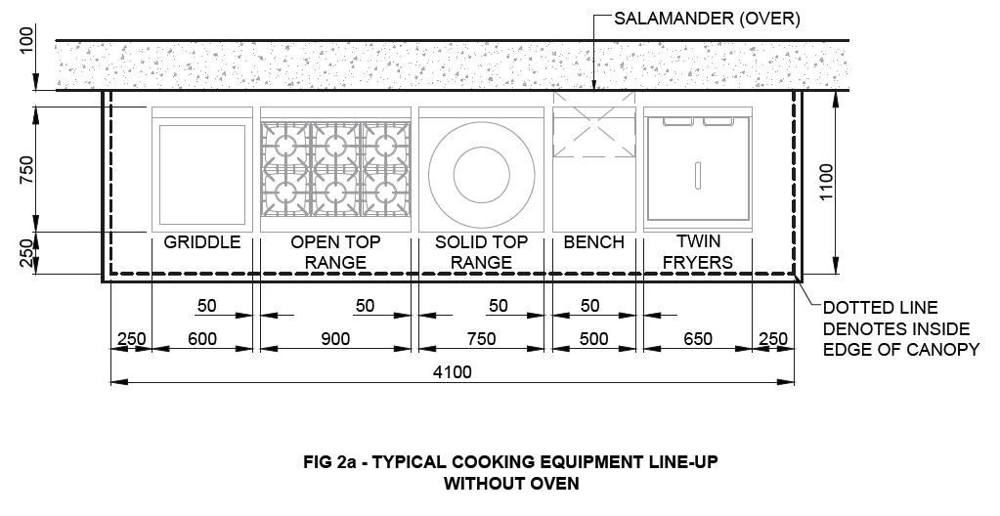 SALAMANDER (OVER)
100
750
250
1100
GRIDDLE
OPEN TOP
RANGE
SOLID TOP
RANGE
BENCH
TWIN
FRYERS
50
50
50
50
DOTTED LINE
DENOTES INSIDE
EDGE OF CANOPY
250
600
900
750
500
650
250
4100
FIG 2a - TYPICAL COOKING EQUIPMENT LINE-UP
WITHOUT OVEN